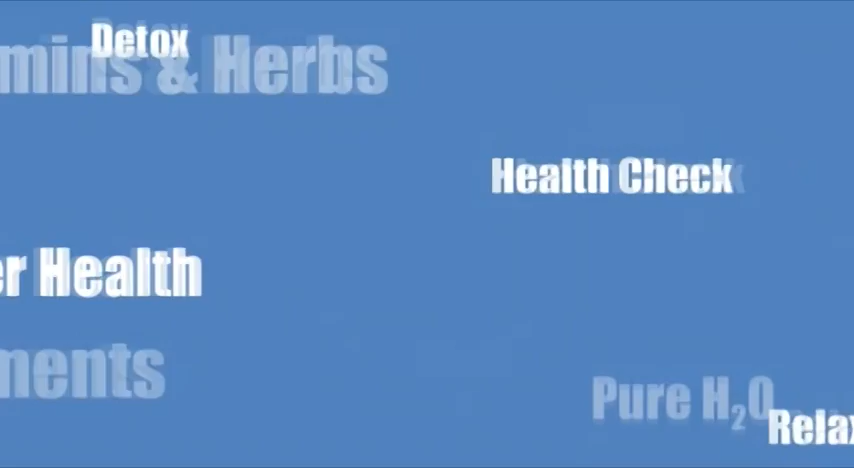 Detox
mins & Herbs
Health Check
er Health
ments
Pure H₂O
Relax